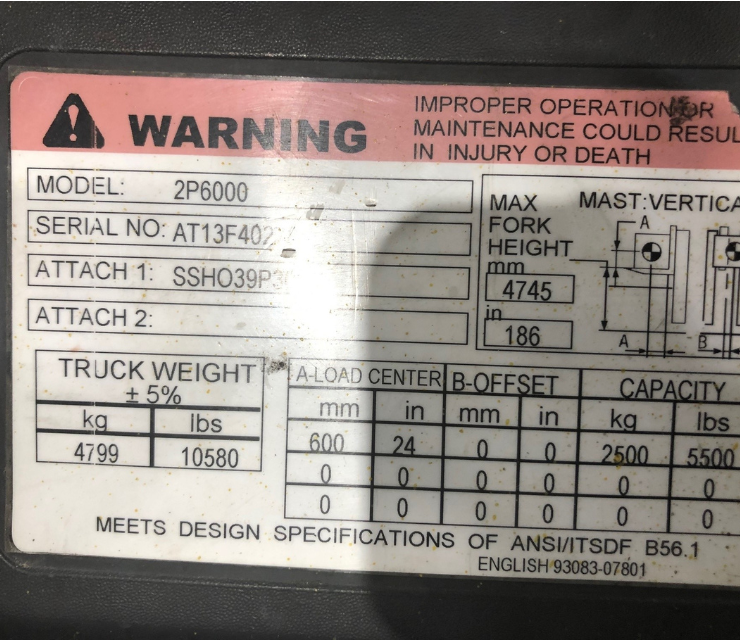 WARNING
IMPROPER OPERATION OR
MAINTENANCE COULD RESUL
IN INJURY OR DEATH
MODEL: 2P6000
SERIAL NO: AT13F402
ATTACH 1: SSHO39P3
ATTACH 2:
MAX
FORK
HEIGHT
mm
4745
in
186
MAST:VERTICA
A
A
B
TRUCK WEIGHT
± 5%
kg lbs
4799 10580
A-LOAD CENTER B-OFFSET CAPACITY
mm in mm in kg lbs
600 24 0 0 2500 5500
0 0 0 0 0 0
0 0 0 0 0 0
MEETS DESIGN SPECIFICATIONS OF ANSI/ITSDF B56.1
ENGLISH 93083-07801